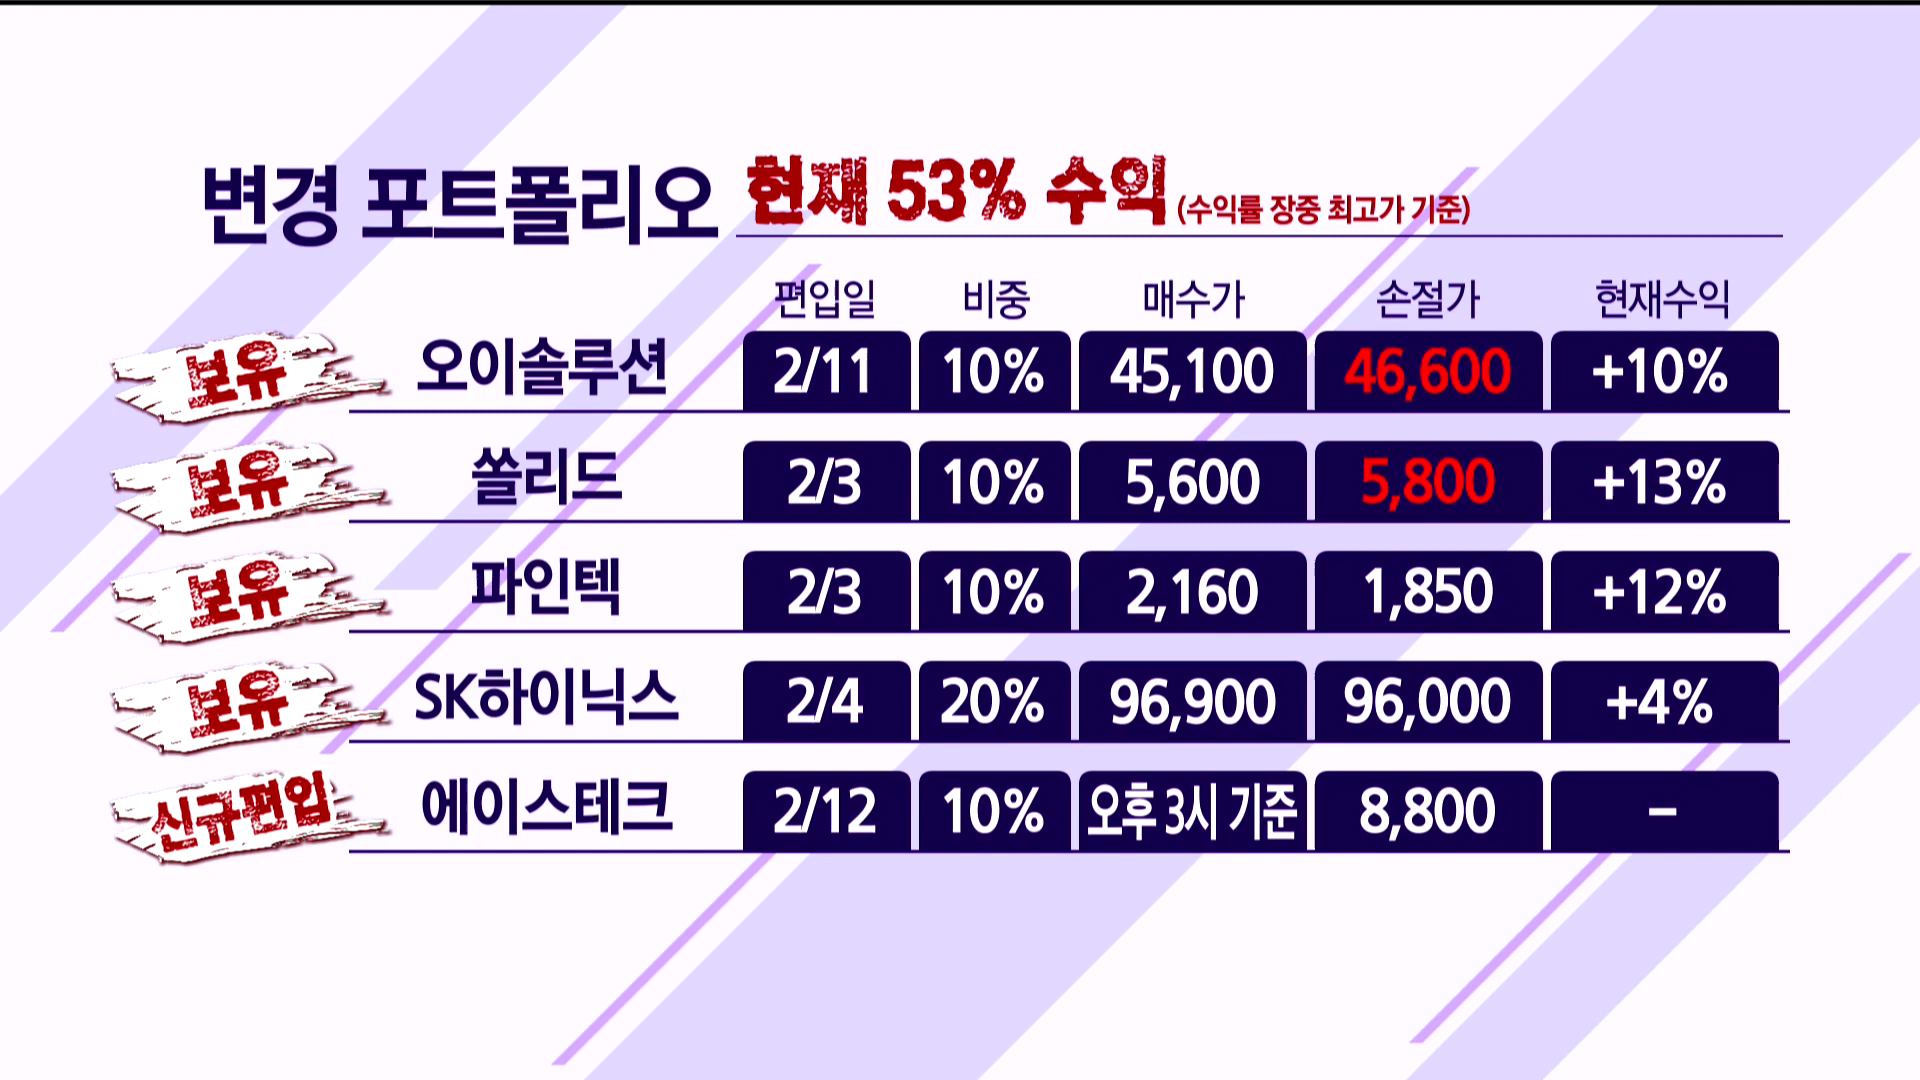 변경 포트폴리오 현재 53% 수익 (수익률 장중 최고가 기준)
편입일 비중 매수가 손절가 현재수익
보유 오이솔루션 2/11 10% 45,100 46,600 +10%
보유 쏠리드 2/3 10% 5,600 5,800 +13%
보유 파인텍 2/3 10% 2,160 1,850 +12%
보유 SK하이닉스 2/4 20% 96,900 96,000 +4%
신규편입 에이스테크 2/12 10% 오후 3시 기준 8,800 –